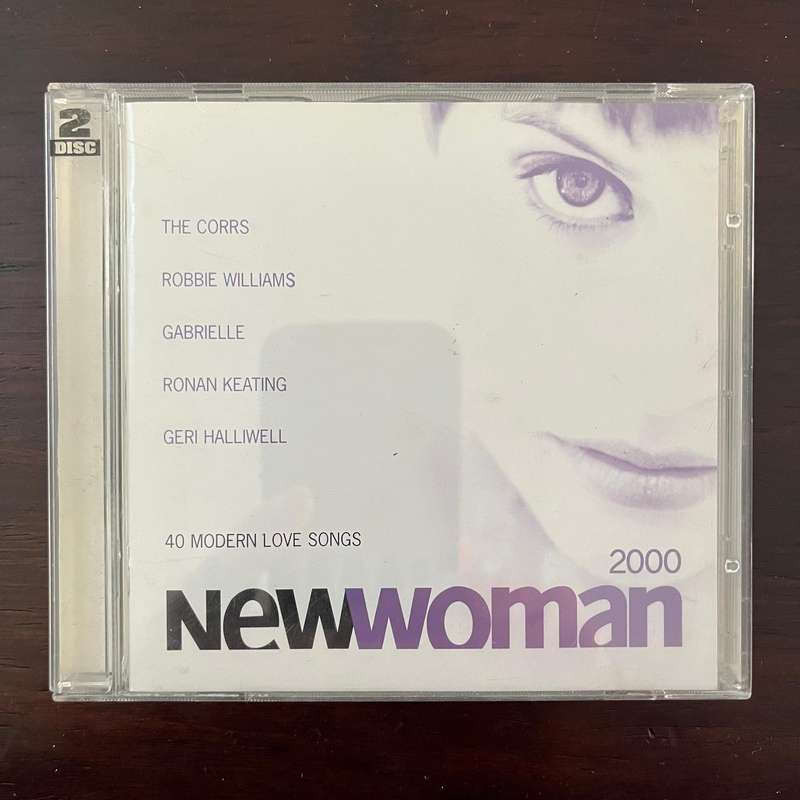 2
DISC
THE CORRS
ROBBIE WILLIAMS
GABRIELLE
RONAN KEATING
GERI HALLIWELL
40 MODERN LOVE SONGS
2000
NewwOman